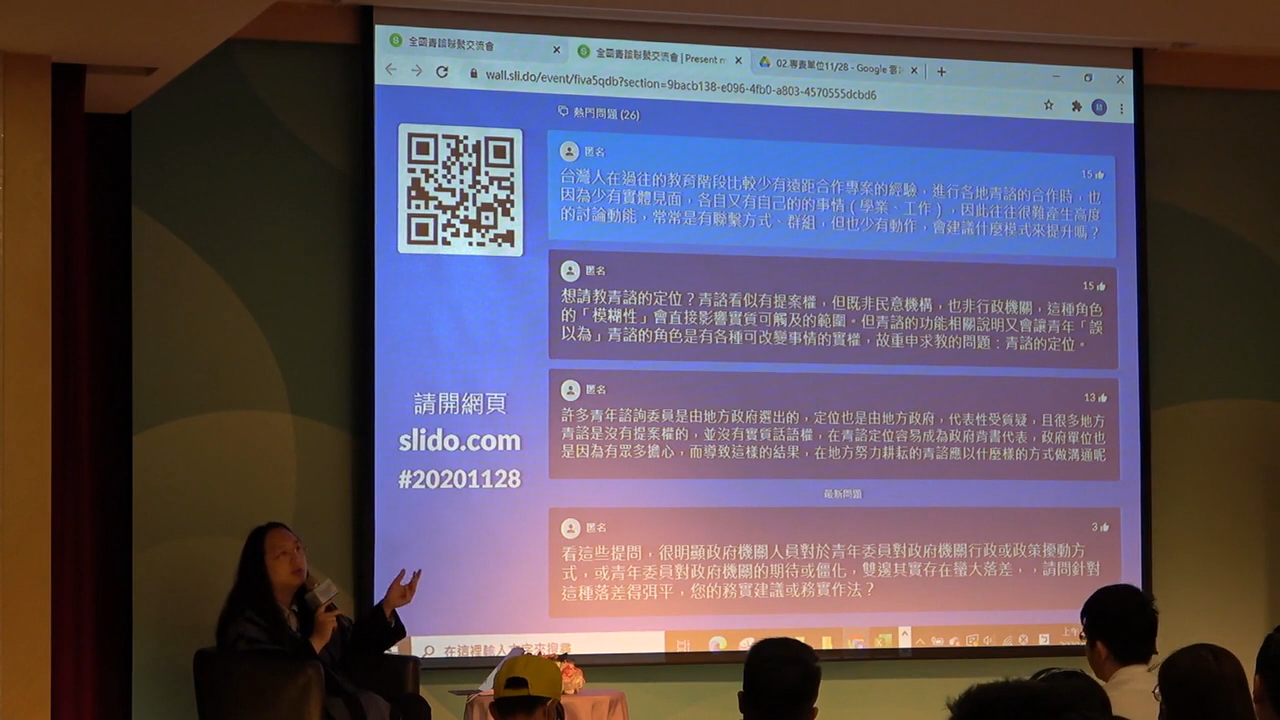 全國青諮聯繫交流會
全國青諮聯繫交流會 | Present m
02.專責單位11/28 - Google 雲
wall.sli.do/event/fiva5qdb?section=9bacb138-e096-4fb0-a803-4570555dcbd6
熱門問題 (26)
匿名
15
台灣人在過往的教育階段比較少有遠距合作專案的經驗，進行各地青諮的合作時，也
因為少有實體見面，各自又有自己的的事情（學業、工作），因此往往很難產生高度
的討論動能，常常是有聯繫方式、群組，但也少有動作，會建議什麼模式來提升嗎？
匿名
15
想請教青諮的定位？青諮看似有提案權，但既非民意機構，也非行政機關，這種角色
的「模糊性」會直接影響實質可觸及的範圍。但青諮的功能相關說明又會讓青年「誤
以為」青諮的角色是有各種可改變事情的實權，故重申求教的問題：青諮的定位。
匿名
13
許多青年諮詢委員是由地方政府選出的，定位也是由地方政府，代表性受質疑，且很多地方
青諮是沒有提案權的，並沒有實質話語權，在青諮定位容易成為政府背書代表，政府單位也
是因為有眾多擔心，而導致這樣的結果，在地方努力耕耘的青諮應以什麼樣的方式做溝通呢
最新問題
匿名
3
看這些提問，很明顯政府機關人員對於青年委員對政府機關行政或政策擾動方
式，或青年委員對政府機關的期待或僵化，雙邊其實存在蠻大落差，，請問針對
這種落差得弭平，您的務實建議或務實作法？
請開網頁
slido.com
#20201128
在這裡輸入文字來搜尋
上午